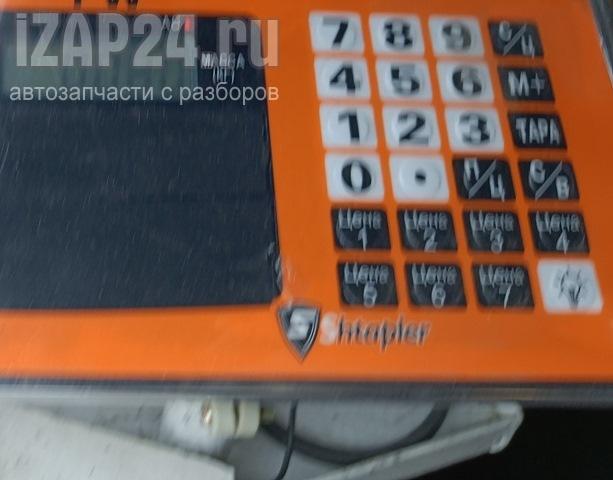 iZAP24.ru
МАССА
(КГ)
автозапчасти с разборов
7 8 9
4 5 6 М+
1 2 3 ТАРА
0 .
Цена 1 Цена 2 Цена 3 Цена 4
Цена 5 Цена 6 Цена 7
Shtapler